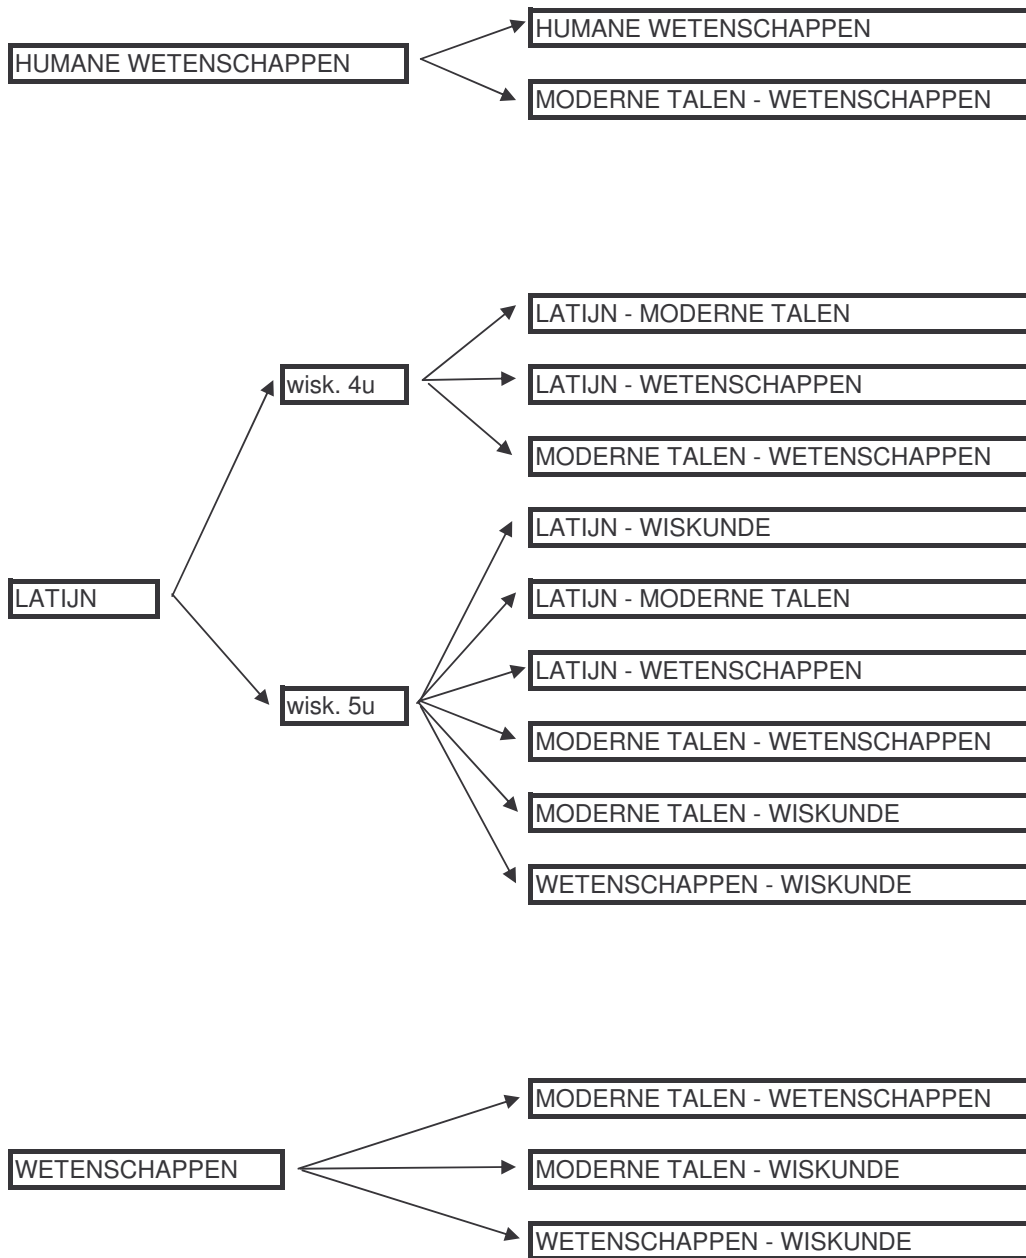 HUMANE WETENSCHAPPEN
HUMANE WETENSCHAPPEN
MODERNE TALEN - WETENSCHAPPEN
LATIJN
wisk. 4u
LATIJN - MODERNE TALEN
LATIJN - WETENSCHAPPEN
MODERNE TALEN - WETENSCHAPPEN
wisk. 5u
LATIJN - WISKUNDE
LATIJN - MODERNE TALEN
LATIJN - WETENSCHAPPEN
MODERNE TALEN - WETENSCHAPPEN
MODERNE TALEN - WISKUNDE
WETENSCHAPPEN - WISKUNDE
WETENSCHAPPEN
MODERNE TALEN - WETENSCHAPPEN
MODERNE TALEN - WISKUNDE
WETENSCHAPPEN - WISKUNDE